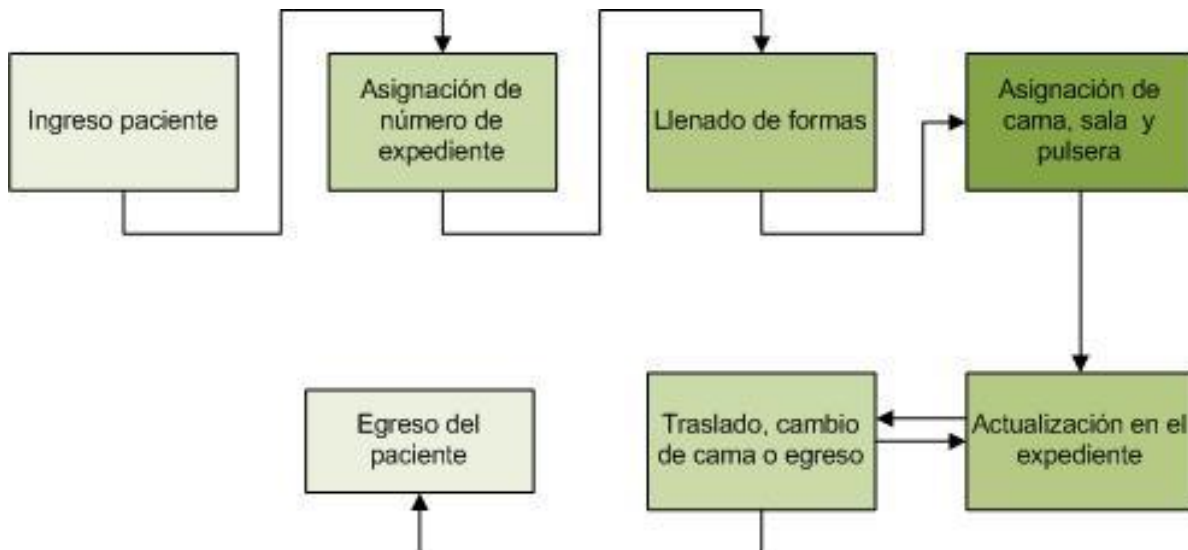 Ingreso paciente
Asignación de
número de
expediente
Llenado de formas
Asignación de
cama, sala y
pulsera
Egreso del
paciente
Traslado, cambio
de cama o egreso
Actualización en el
expediente